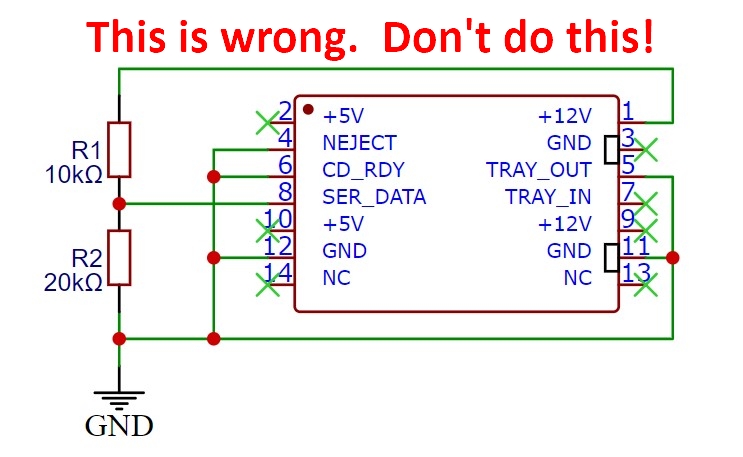 This is wrong. Don't do this!
2 +5V +12V 1
4 NEJECT GND 3
R1 10kΩ
6 CD_RDY TRAY_OUT 5
8 SER_DATA TRAY_IN 7
10 +5V +12V 9
R2 20kΩ
12 GND GND 11
14 NC NC 13
GND